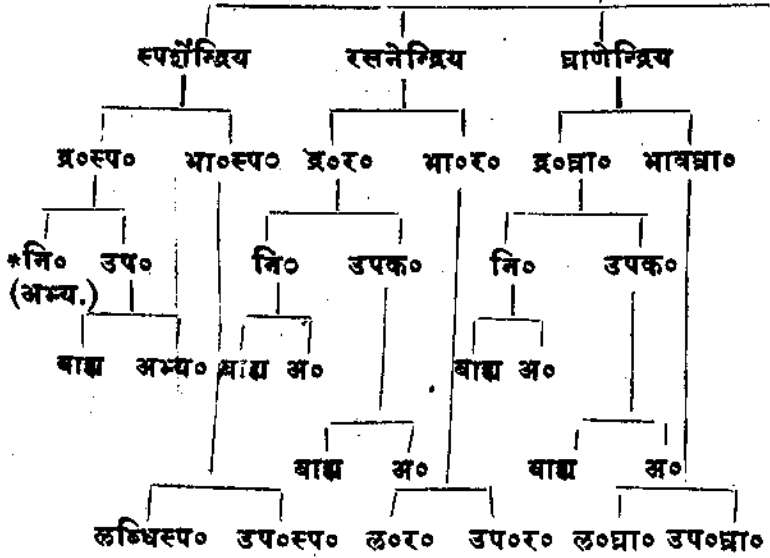 स्पर्शेन्द्रिय रसनेन्द्रिय घ्राणेन्द्रिय
द्र०स्प० भा०स्प० द्र०र० भा०र० द्र०घ्रा० भावघ्रा०
*नि० उप० नि० उपक० नि० उपक०
(अभ्य.)
बाह्य अभ्य० बाह्य अ० बाह्य अ०
बाह्य अ० बाह्य अ०
लब्धिस्प० उप०स्प० ल०र० उप०र० ल०घ्रा० उप०घ्रा०